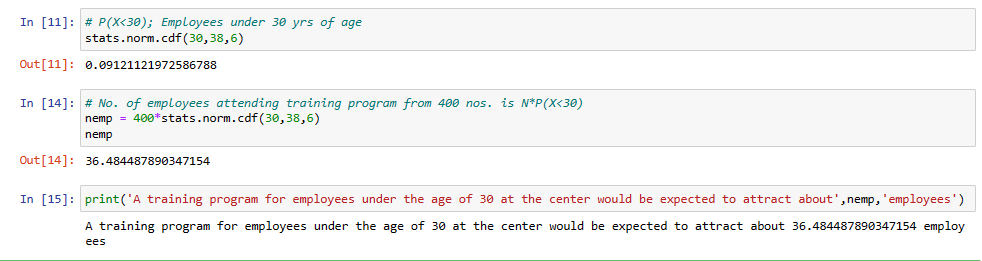 In [11]: # P(X<30); Employees under 30 yrs of age
stats.norm.cdf(30,38,6)
Out[11]: 0.09121121972586788
In [14]: # No. of employees attending training program from 400 nos. is N*P(X<30)
nemp = 400*stats.norm.cdf(30,38,6)
nemp
Out[14]: 36.484487890347154
In [15]: print('A training program for employees under the age of 30 at the center would be expected to attract about',nemp,'employees')
A training program for employees under the age of 30 at the center would be expected to attract about 36.484487890347154 employ
ees